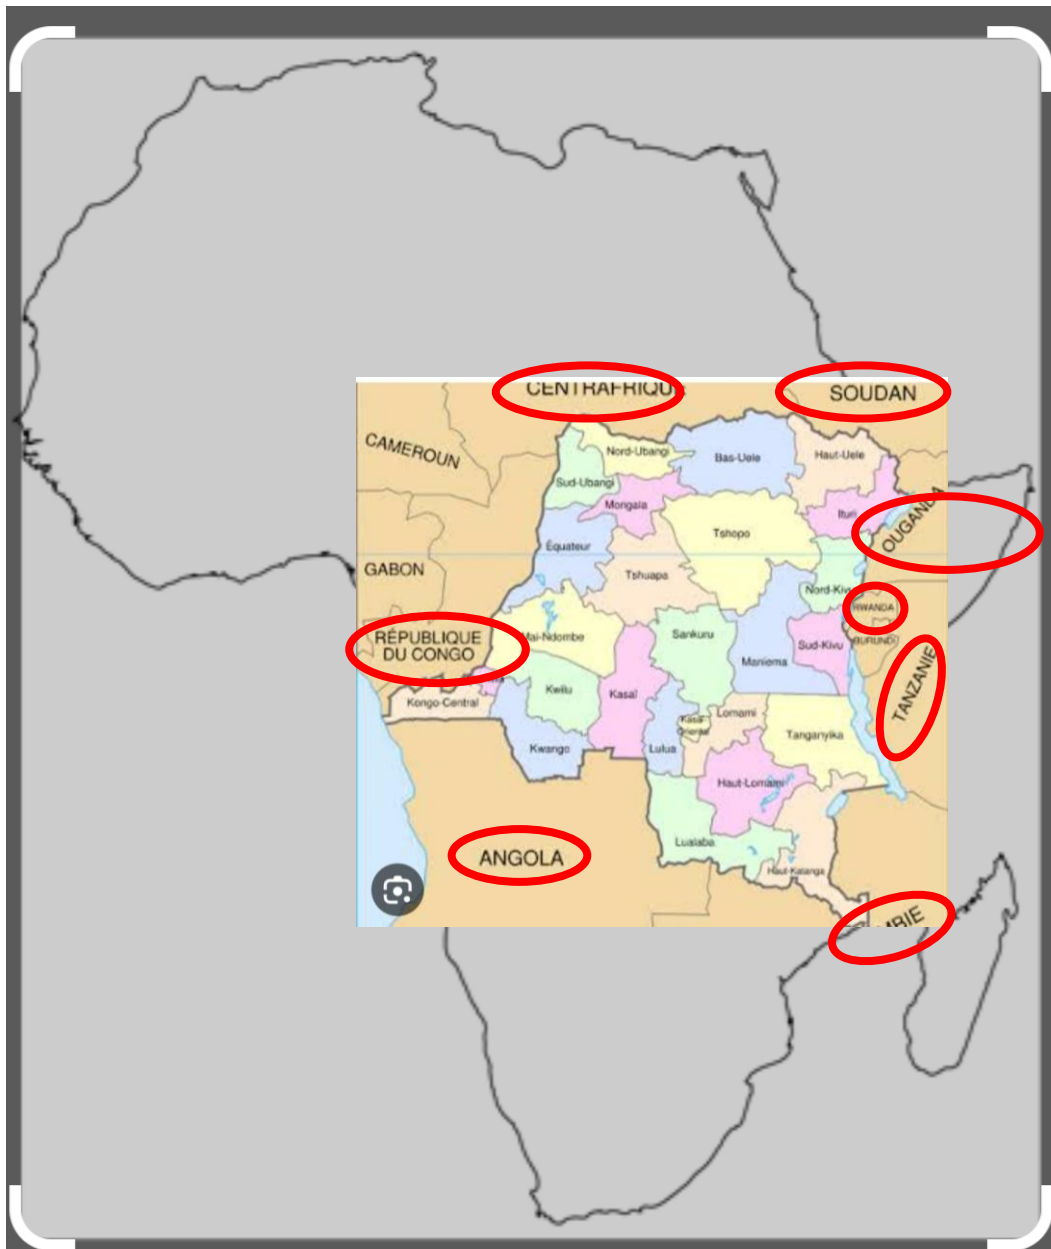 CENTRAFRIQUE
SOUDAN
CAMEROUN
Nord-Ubangi
Bas-Uele
Haut-Uele
Sud-Ubangi
Mongala
Ituri
OUGANDA
Tshopo
Équateur
GABON
Tshuapa
Nord-Kivu
RWANDA
RÉPUBLIQUE
DU CONGO
Mai-Ndombe
Sankuru
Sud-Kivu
BURUNDI
Maniema
TANZANIE
Kwilu
Kasaï
Kongo-Central
Lomami
Kasaï
Oriental
Tanganyika
Kwango
Lulua
Haut-Lomami
Lualaba
ANGOLA
Haut-Katanga
MBIE